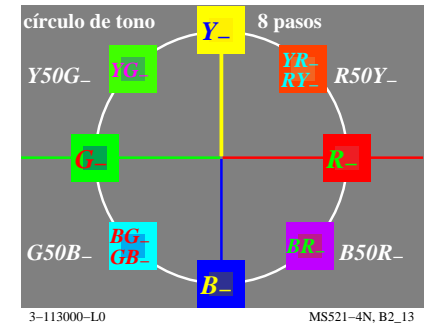 círculo de tono
8 pasos
Y_
Y50G_
YG_
YR_
RY_
R50Y_
G_
R_
G50B_
BG_
GB_
BR_
B50R_
B_
3-113000-L0
MS521-4N, B2_13